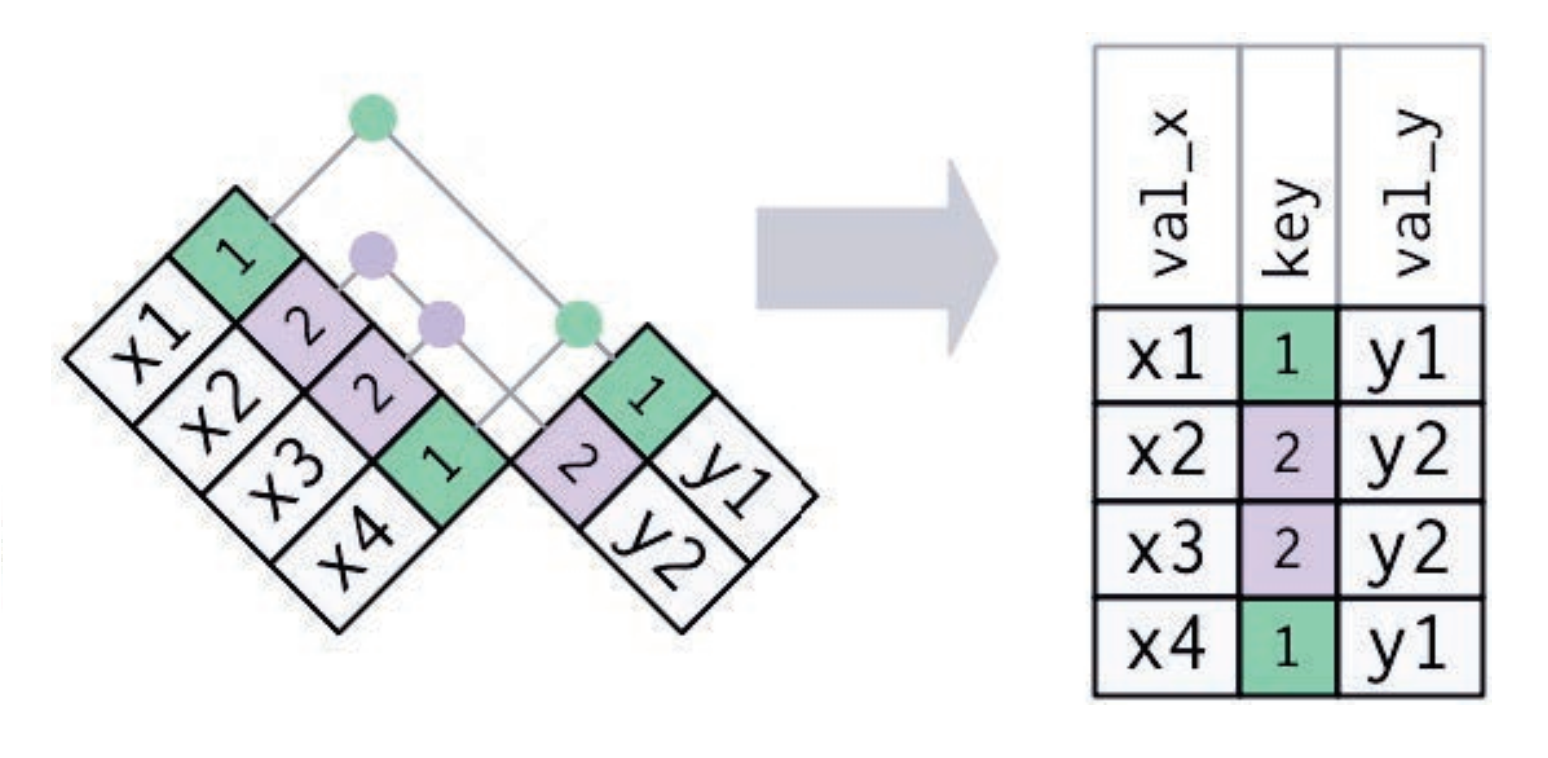 1
x1
2
x2
2
x3
1
x4
1
y1
2
y2
val_x key val_y
x1 1 y1
x2 2 y2
x3 2 y2
x4 1 y1